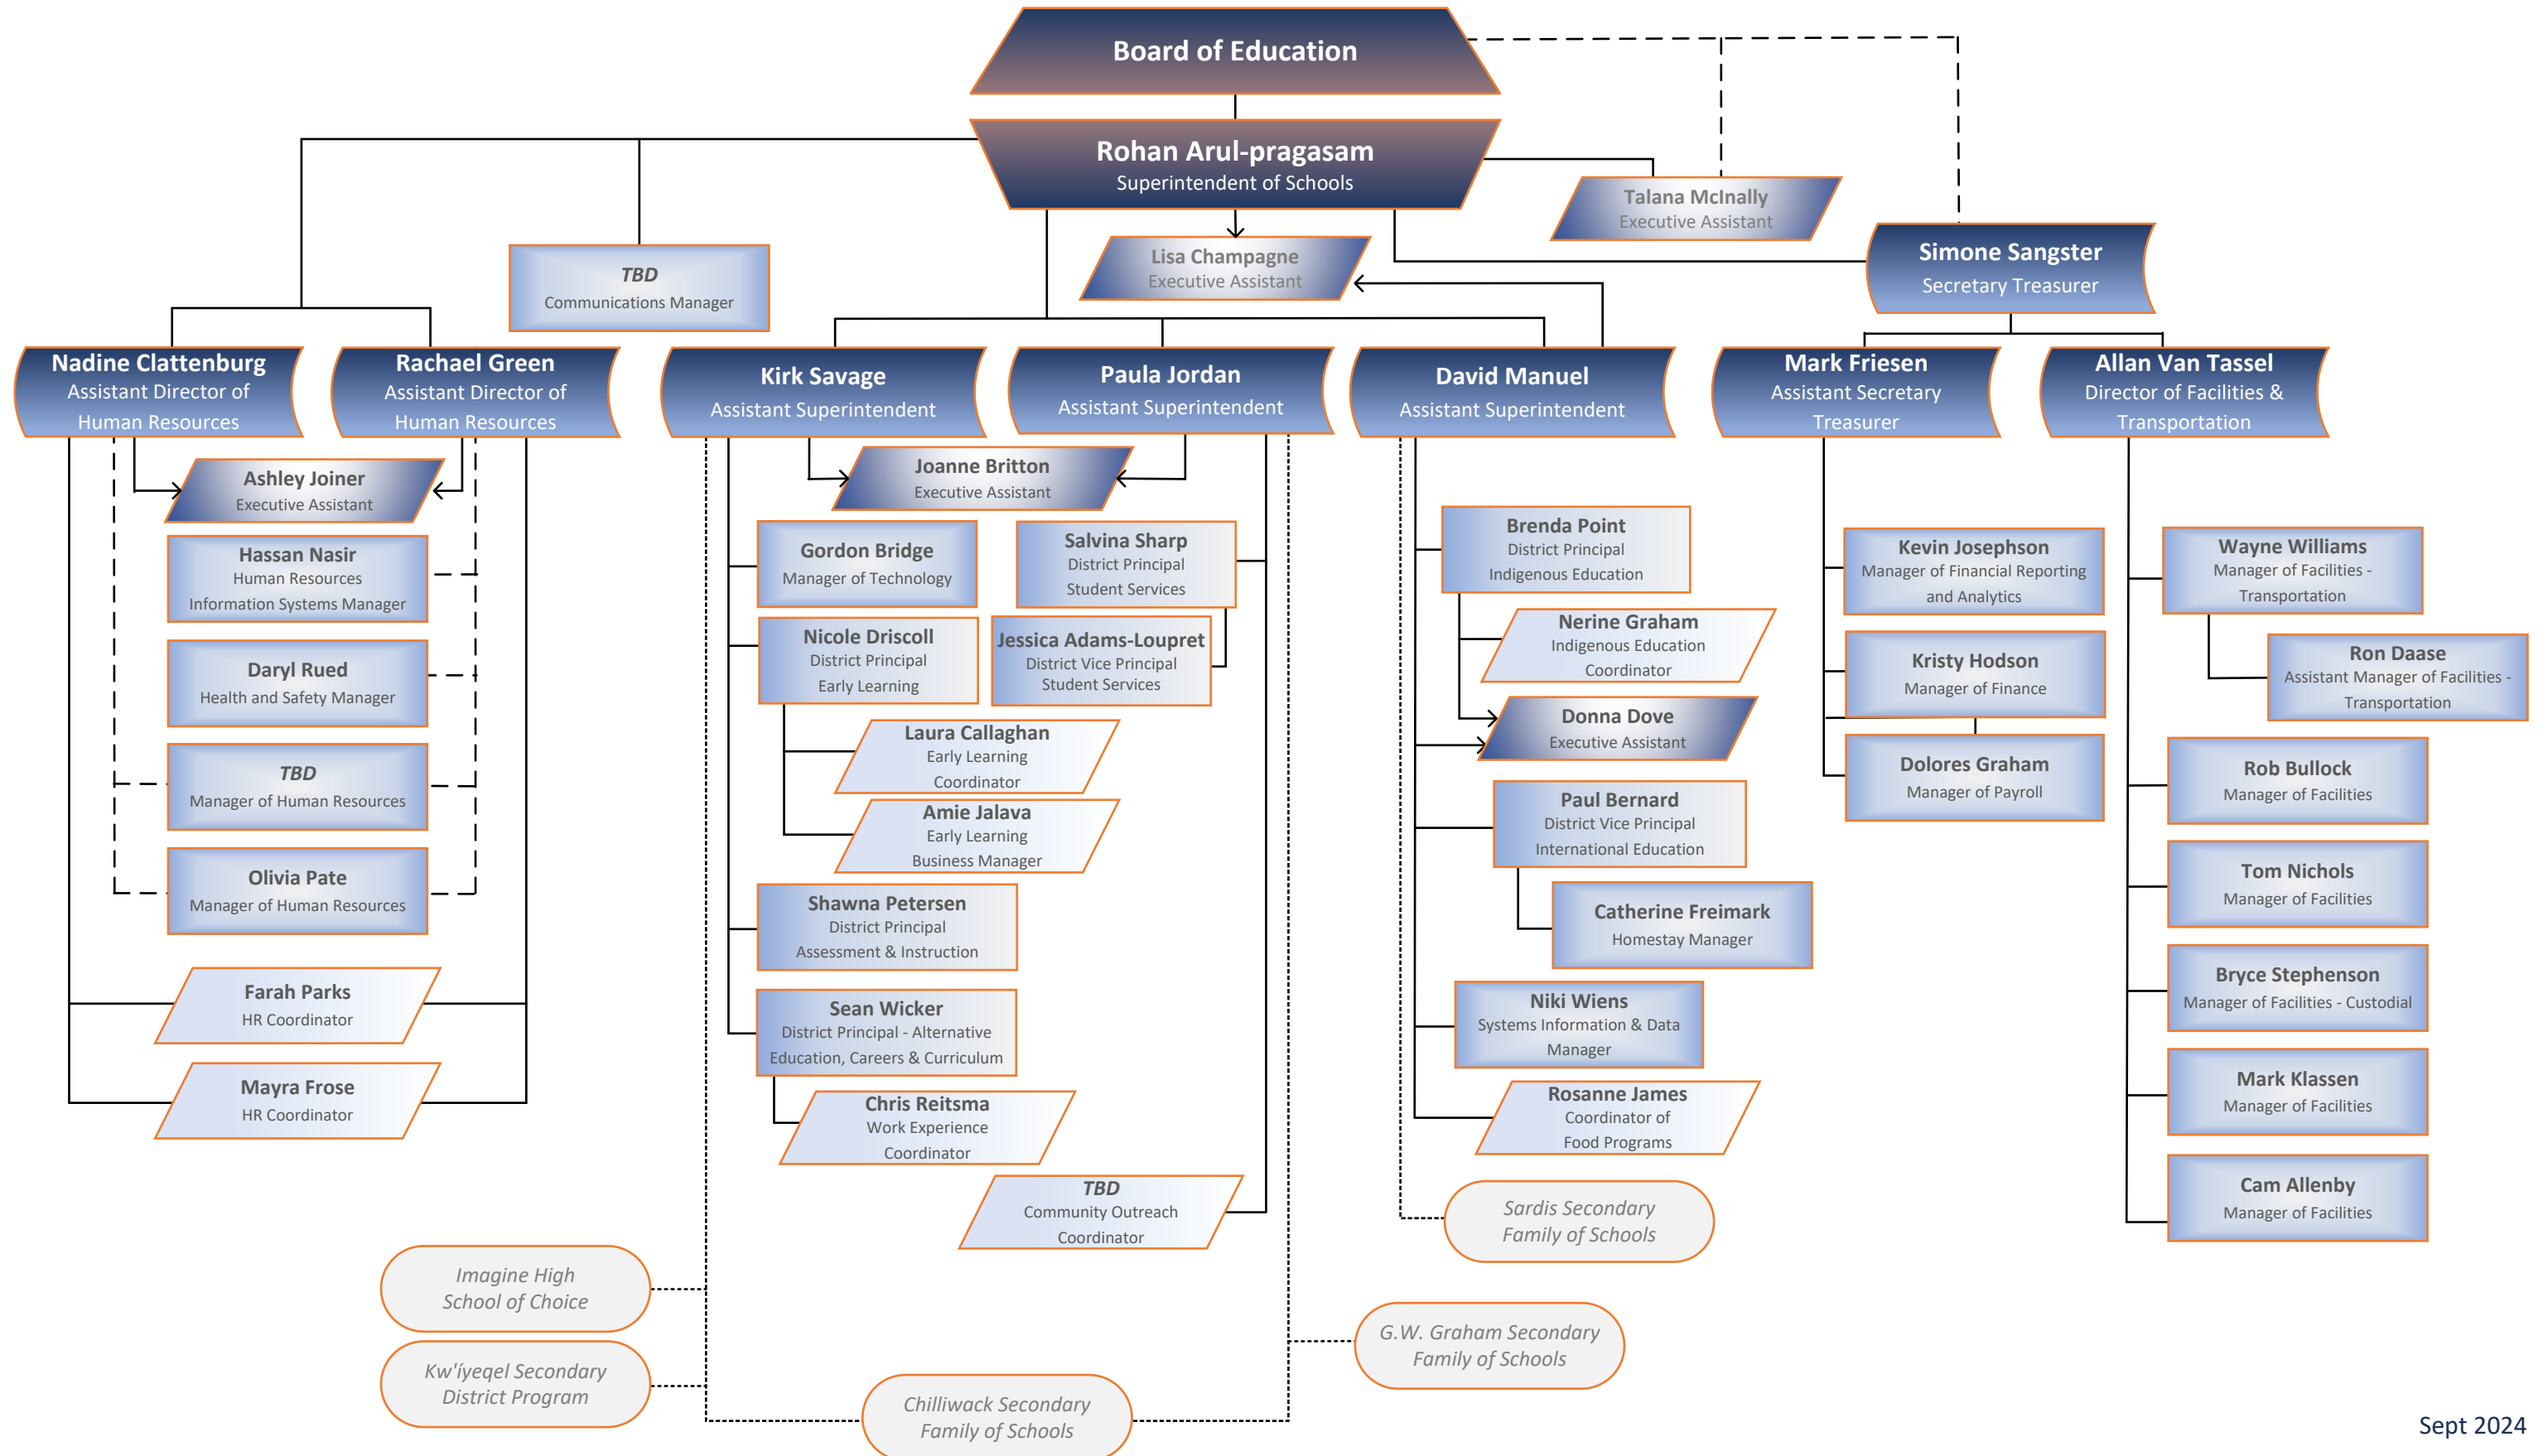 Board of Education
Rohan Arul-pragasam
Superintendent of Schools
Talana McInally
Executive Assistant
Lisa Champagne
Executive Assistant
Simone Sangster
Secretary Treasurer
TBD
Communications Manager
Nadine Clattenburg
Assistant Director of
Human Resources
Rachael Green
Assistant Director of
Human Resources
Kirk Savage
Assistant Superintendent
Paula Jordan
Assistant Superintendent
David Manuel
Assistant Superintendent
Mark Friesen
Assistant Secretary
Treasurer
Allan Van Tassel
Director of Facilities &
Transportation
Ashley Joiner
Executive Assistant
Hassan Nasir
Human Resources
Information Systems Manager
Daryl Rued
Health and Safety Manager
TBD
Manager of Human Resources
Olivia Pate
Manager of Human Resources
Farah Parks
HR Coordinator
Mayra Frose
HR Coordinator
Joanne Britton
Executive Assistant
Gordon Bridge
Manager of Technology
Nicole Driscoll
District Principal
Early Learning
Laura Callaghan
Early Learning
Coordinator
Amie Jalava
Early Learning
Business Manager
Shawna Petersen
District Principal
Assessment & Instruction
Sean Wicker
District Principal - Alternative
Education, Careers & Curriculum
Chris Reitsma
Work Experience
Coordinator
Salvina Sharp
District Principal
Student Services
Jessica Adams-Loupret
District Vice Principal
Student Services
TBD
Community Outreach
Coordinator
Brenda Point
District Principal
Indigenous Education
Nerine Graham
Indigenous Education
Coordinator
Donna Dove
Executive Assistant
Paul Bernard
District Vice Principal
International Education
Catherine Freimark
Homestay Manager
Niki Wiens
Systems Information & Data
Manager
Rosanne James
Coordinator of
Food Programs
Kevin Josephson
Manager of Financial Reporting
and Analytics
Kristy Hodson
Manager of Finance
Dolores Graham
Manager of Payroll
Wayne Williams
Manager of Facilities -
Transportation
Ron Daase
Assistant Manager of Facilities -
Transportation
Rob Bullock
Manager of Facilities
Tom Nichols
Manager of Facilities
Bryce Stephenson
Manager of Facilities - Custodial
Mark Klassen
Manager of Facilities
Cam Allenby
Manager of Facilities
Sardis Secondary
Family of Schools
Imagine High
School of Choice
G.W. Graham Secondary
Family of Schools
Kw'íyeqel Secondary
District Program
Chilliwack Secondary
Family of Schools
Sept 2024